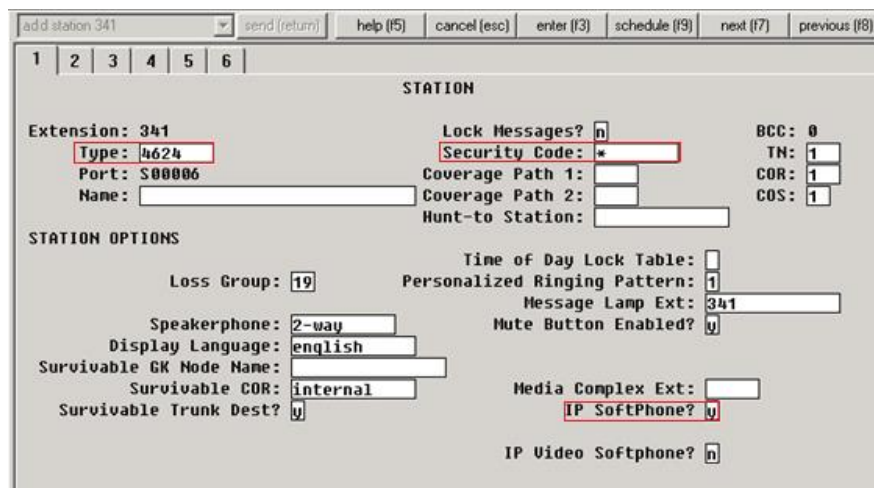 add station 341 send (return) help (f5) cancel (esc) enter (f3) schedule (f9) next (f7) previous (f8)
1 2 3 4 5 6
STATION
Extension: 341 Lock Messages? n BCC: 0
Type: 4624 Security Code: * TN: 1
Port: S00006 Coverage Path 1: COR: 1
Name: Coverage Path 2: COS: 1
Hunt-to Station:
STATION OPTIONS
Time of Day Lock Table:
Loss Group: 19 Personalized Ringing Pattern: 1
Message Lamp Ext: 341
Speakerphone: 2-way Mute Button Enabled? y
Display Language: english
Survivable GK Node Name:
Survivable COR: internal Media Complex Ext:
Survivable Trunk Dest? y IP SoftPhone? y
IP Video Softphone? n